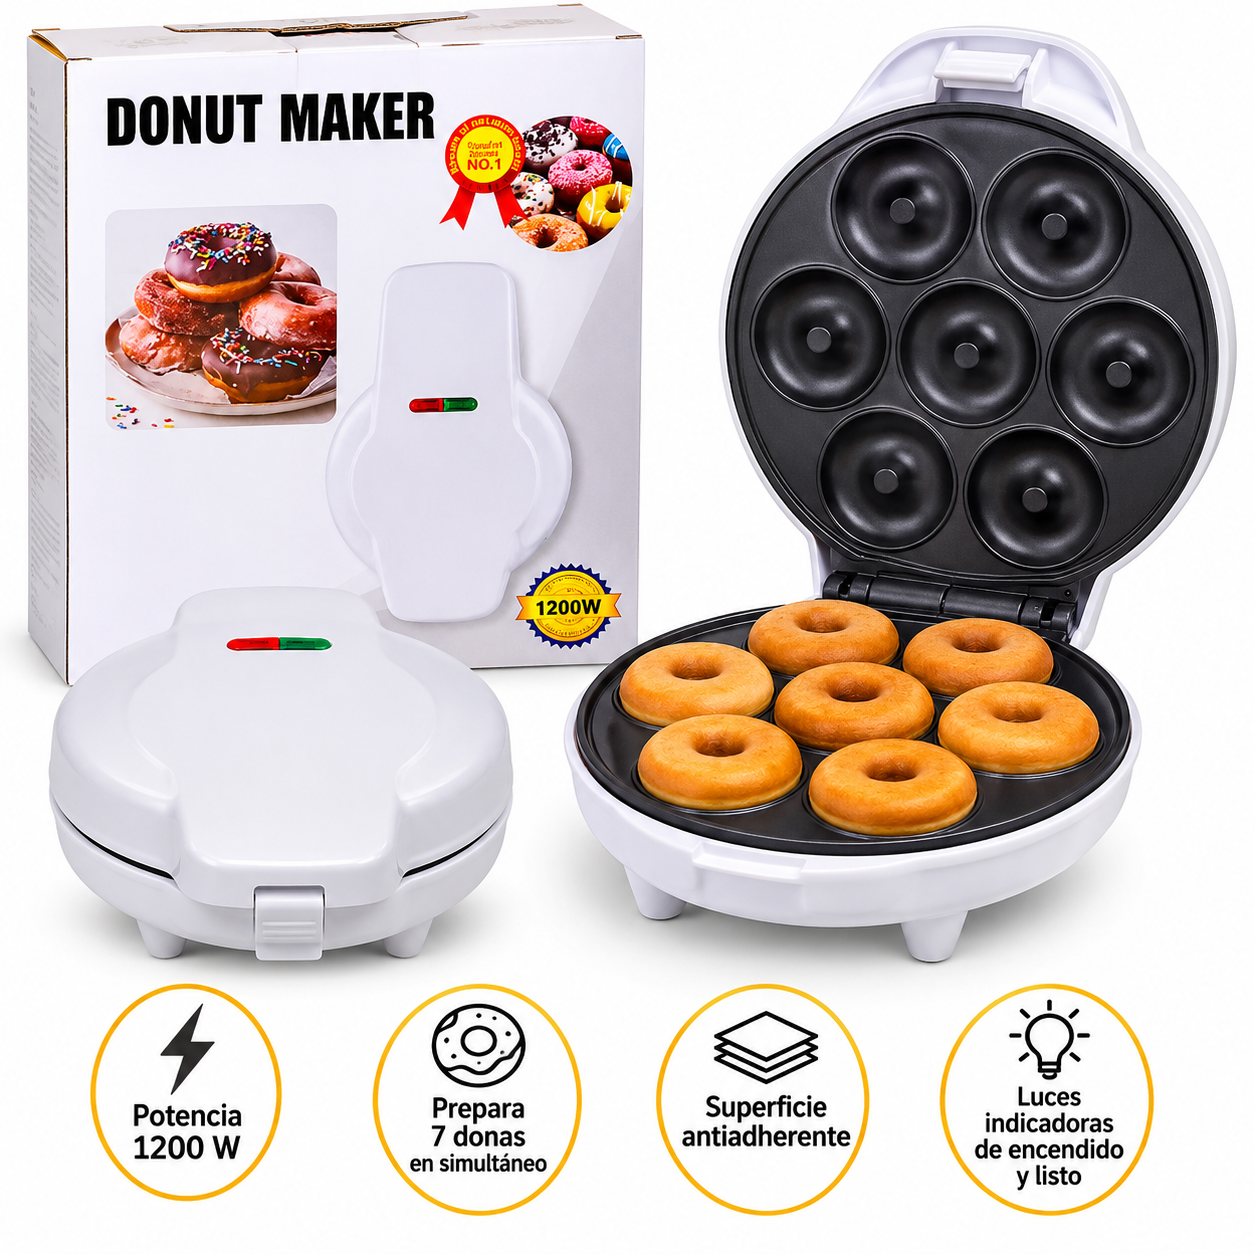 DONUT MAKER
NO.1
1200W
Potencia
1200 W
Prepara
7 donas
en simultáneo
Superficie
antiadherente
Luces
indicadoras
de encendido
y listo